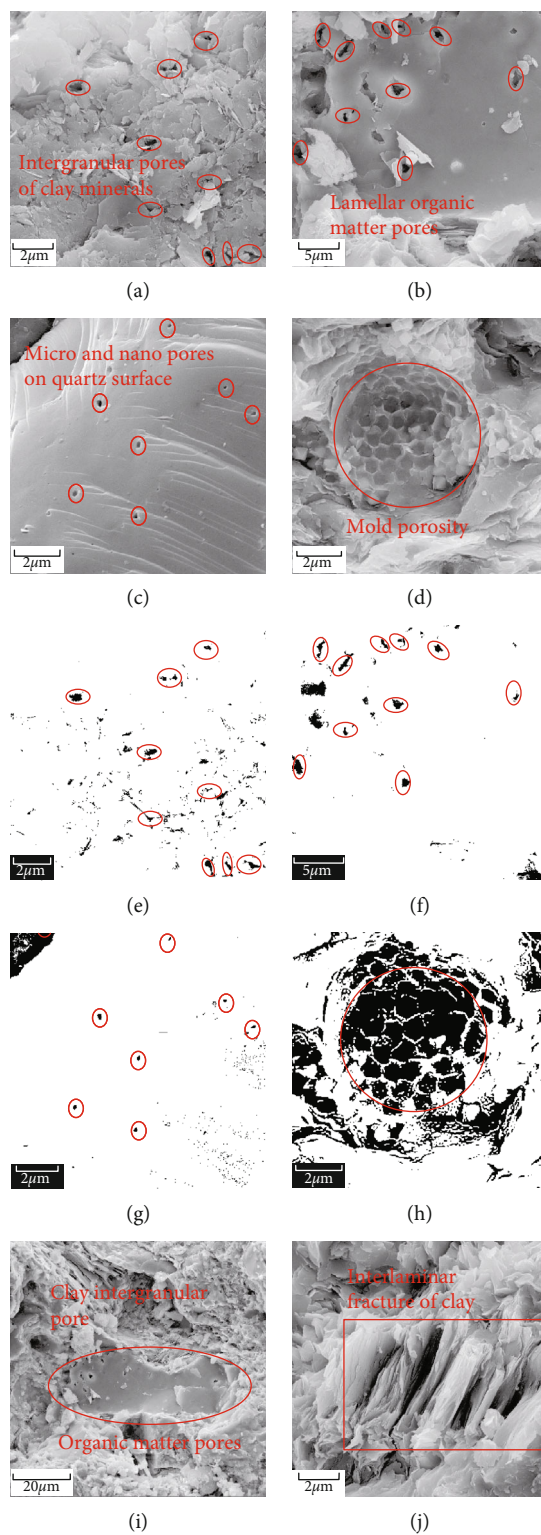 Intergranular pores
of clay minerals
2μm
(a)
Lamellar organic
matter pores
5μm
(b)
Micro and nano pores
on quartz surface
2μm
(c)
Mold porosity
2μm
(d)
2μm
(e)
5μm
(f)
2μm
(g)
2μm
(h)
Clay intergranular
pore
Organic matter pores
20μm
(i)
Interlaminar
fracture of clay
2μm
(j)